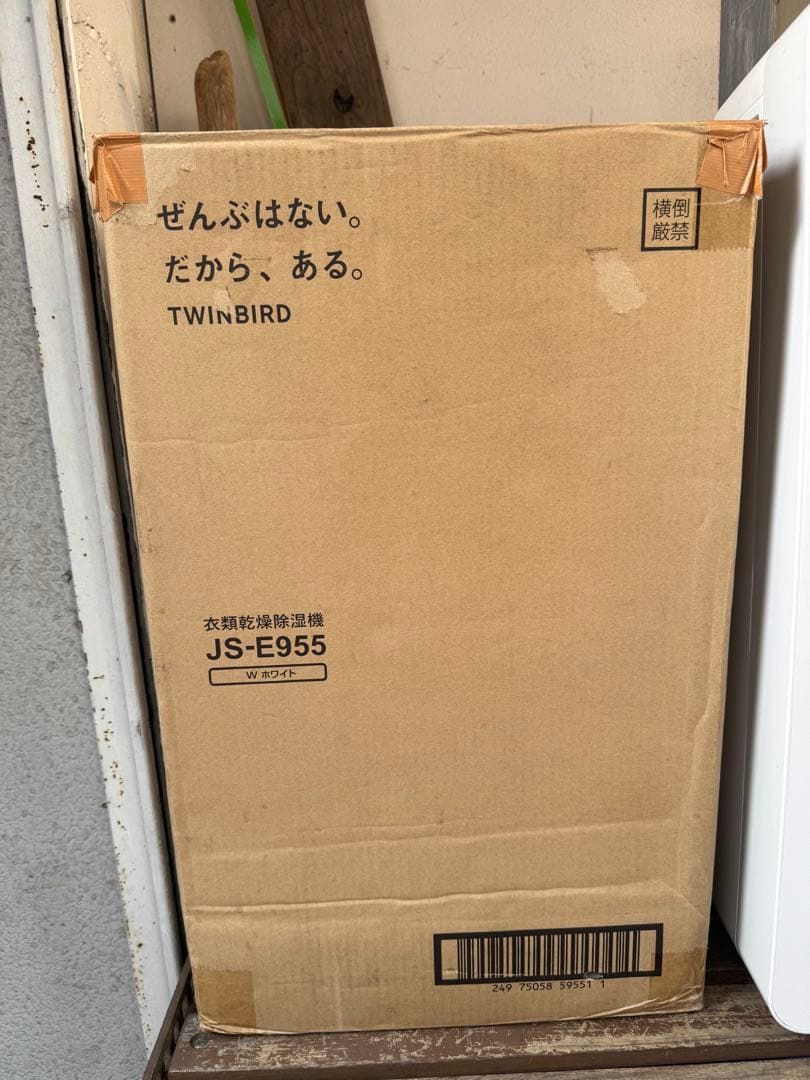 ぜんぶはない。
だから、ある。
TWINBIRD
横倒
厳禁
衣類乾燥除湿機
JS-E955
W ホワイト
249 75058 59551 1